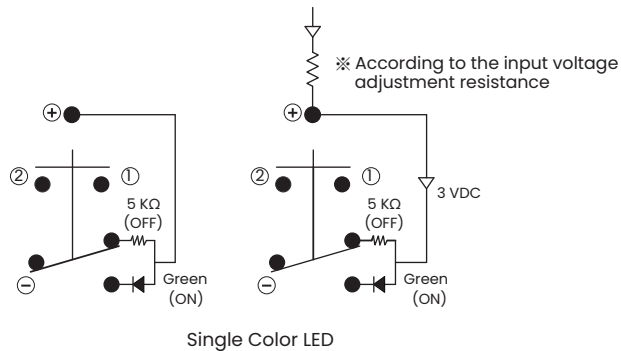 ※ According to the input voltage
adjustment resistance
⊕
⊕
② ①
② ①
3 VDC
5 KΩ
(OFF)
5 KΩ
(OFF)
⊖
Green
(ON)
⊖
Green
(ON)
Single Color LED